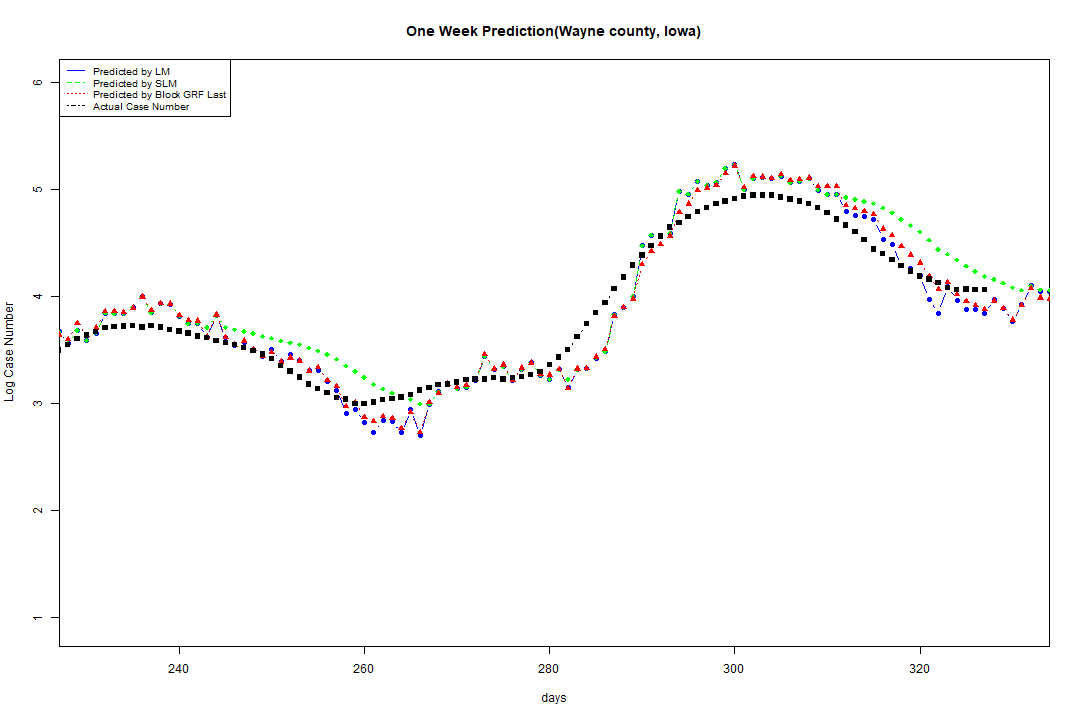 One Week Prediction(Wayne county, Iowa)
Predicted by LM
Predicted by SLM
Predicted by Block GRF Last
Actual Case Number
6
5
4
3
2
1
Log Case Number
240 260 280 300 320
days